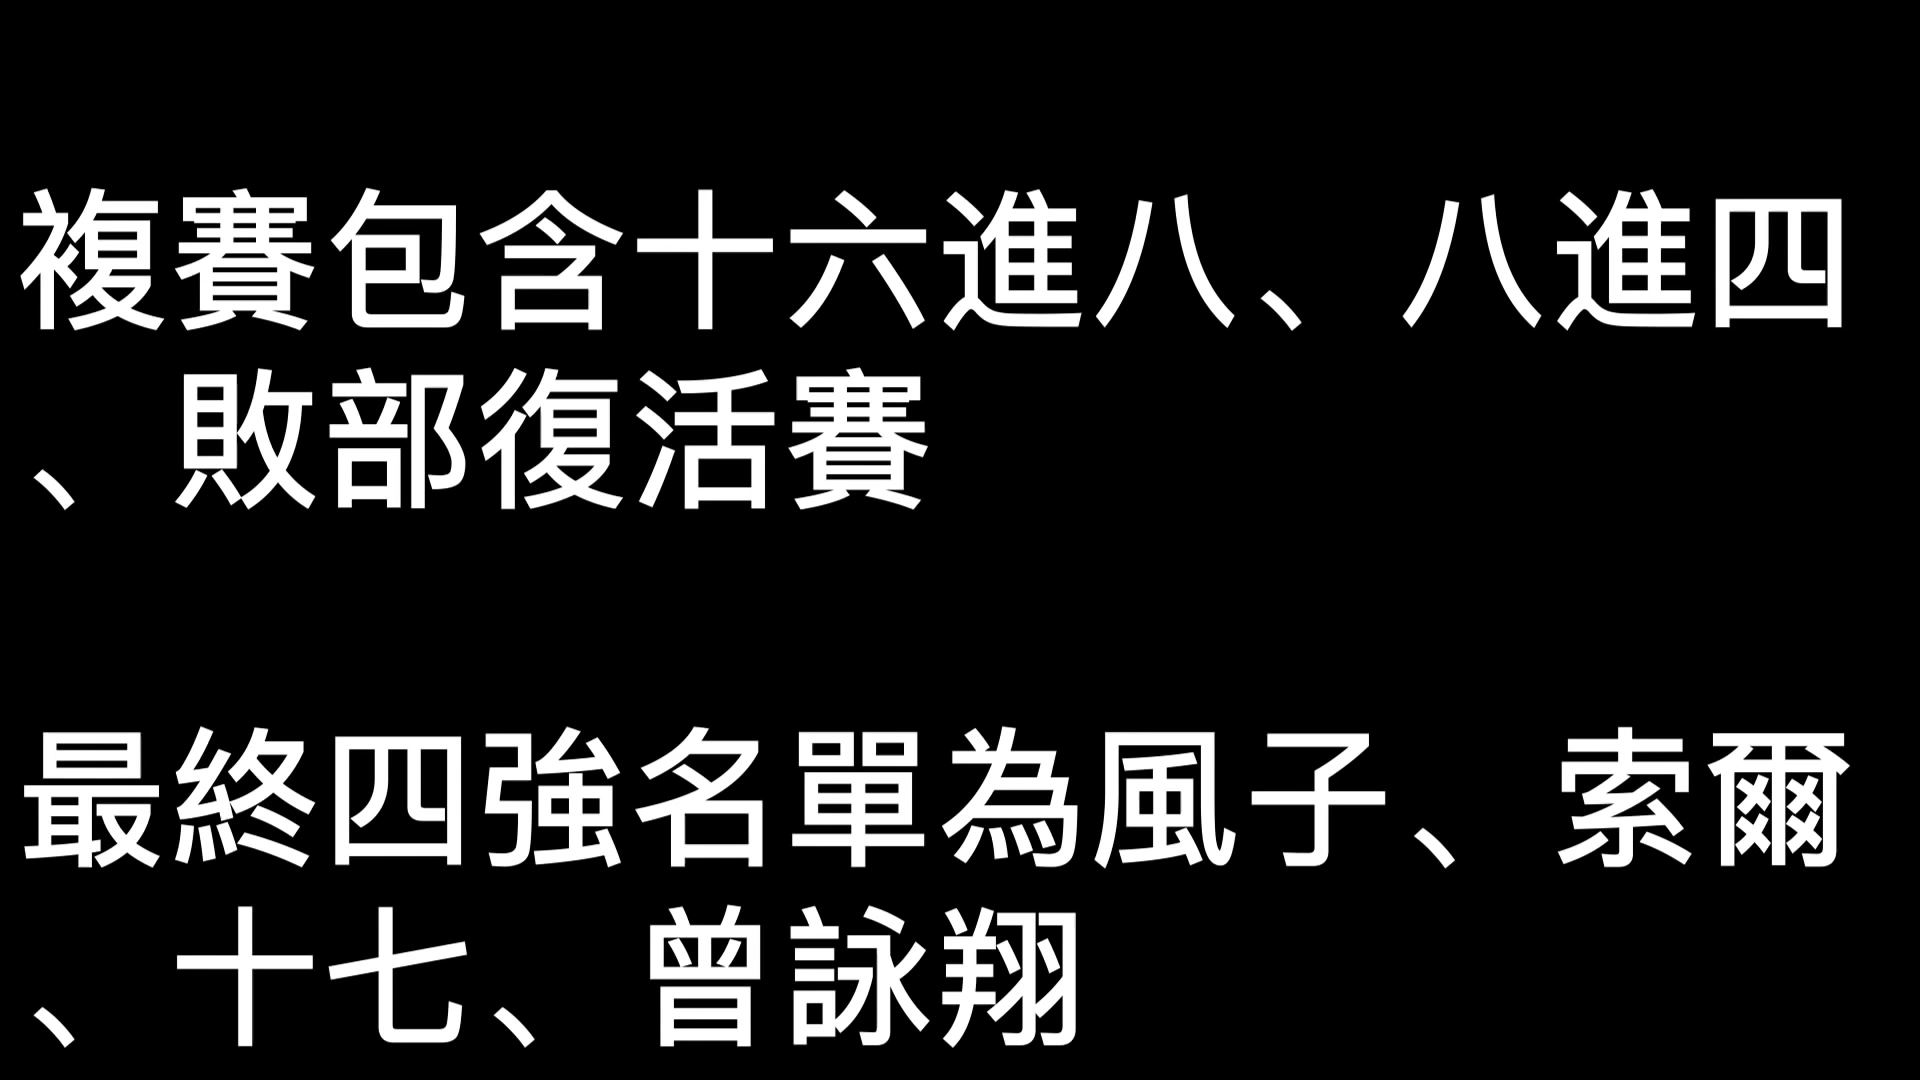 複賽包含十六進八、八進四
、敗部復活賽
最終四強名單為風子、索爾
、十七、曾詠翔